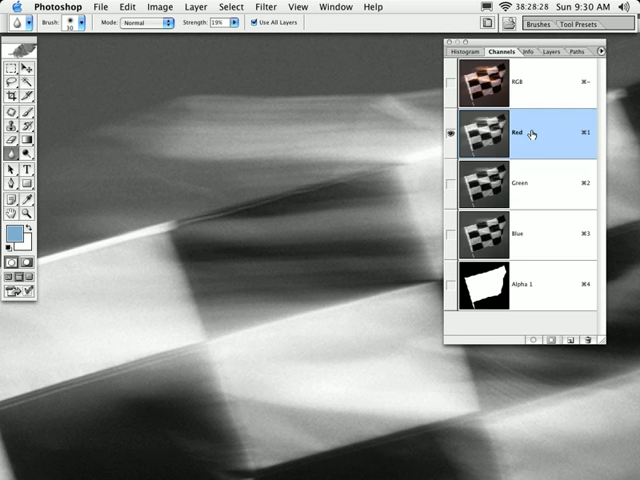 Photoshop File Edit Image Layer Select Filter View Window Help 38:28:28 Sun 9:30 AM
Brush: 30 Mode: Normal Strength: 19% Use All Layers Brushes Tool Presets
Histogram Channels Info Layers Paths
RGB ⌘~
Red ⌘1
Green ⌘2
Blue ⌘3
Alpha 1 ⌘4